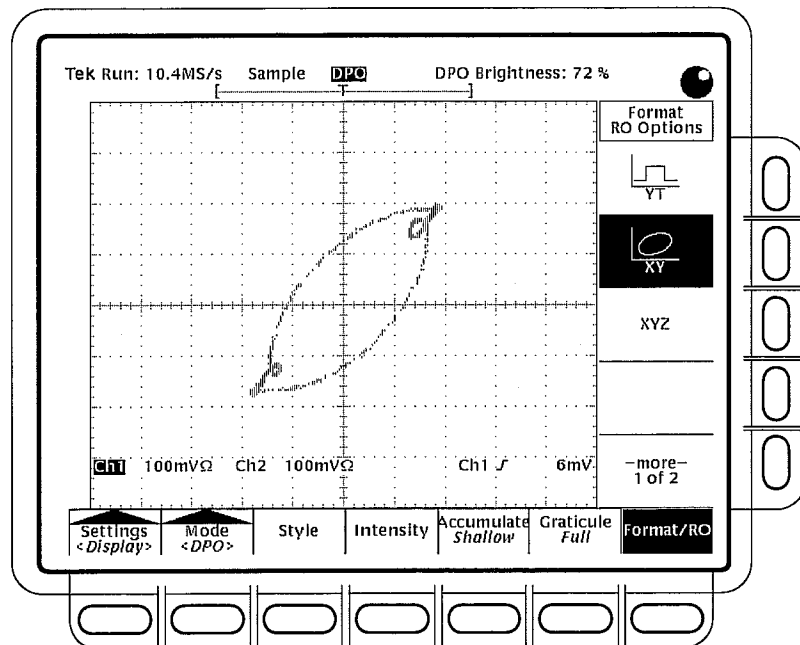 Tek Run: 10.4MS/s Sample DPO DPO Brightness: 72 %
Format
RO Options
YT
XY
XYZ
-more-
1 of 2
Ch1 100mVΩ Ch2 100mVΩ Ch1 ∫ 6mV
Settings
<Display>
Mode
<DPO>
Style
Intensity
Accumulate
Shallow
Graticule
Full
Format/RO